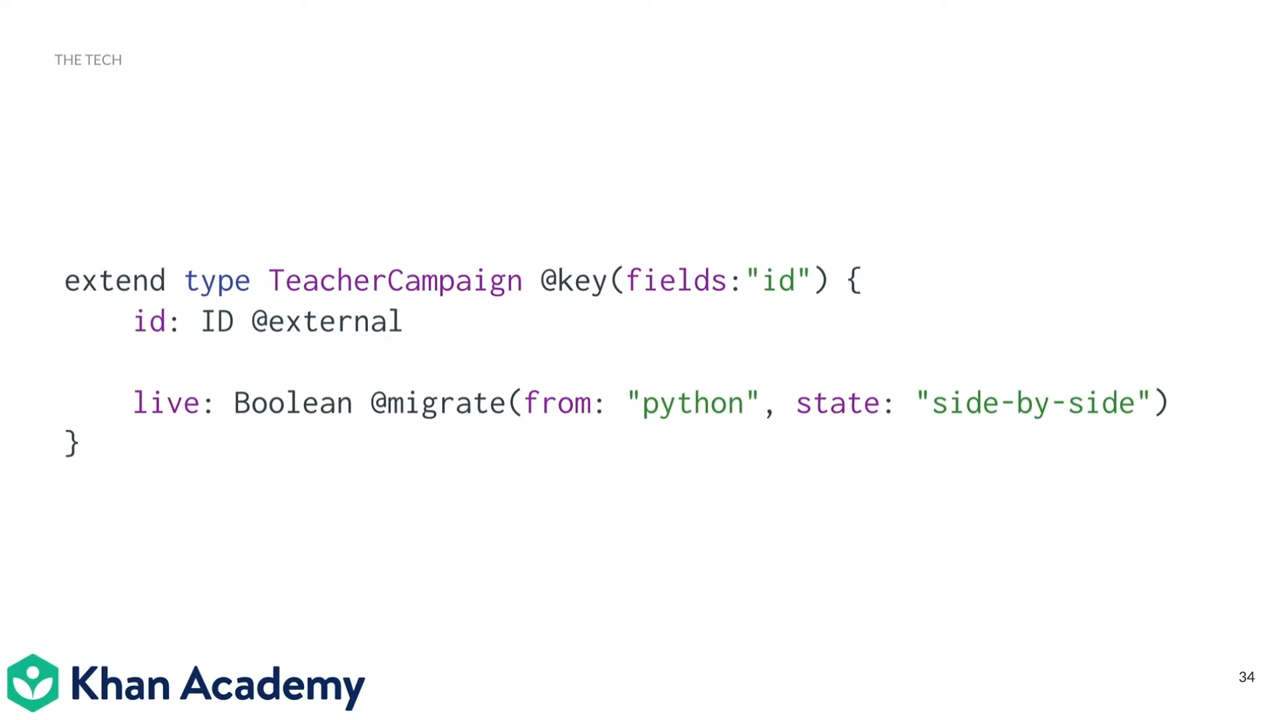 THE TECH
extend type TeacherCampaign @key(fields:"id") {
    id: ID @external
    live: Boolean @migrate(from: "python", state: "side-by-side")
}
Khan Academy
34